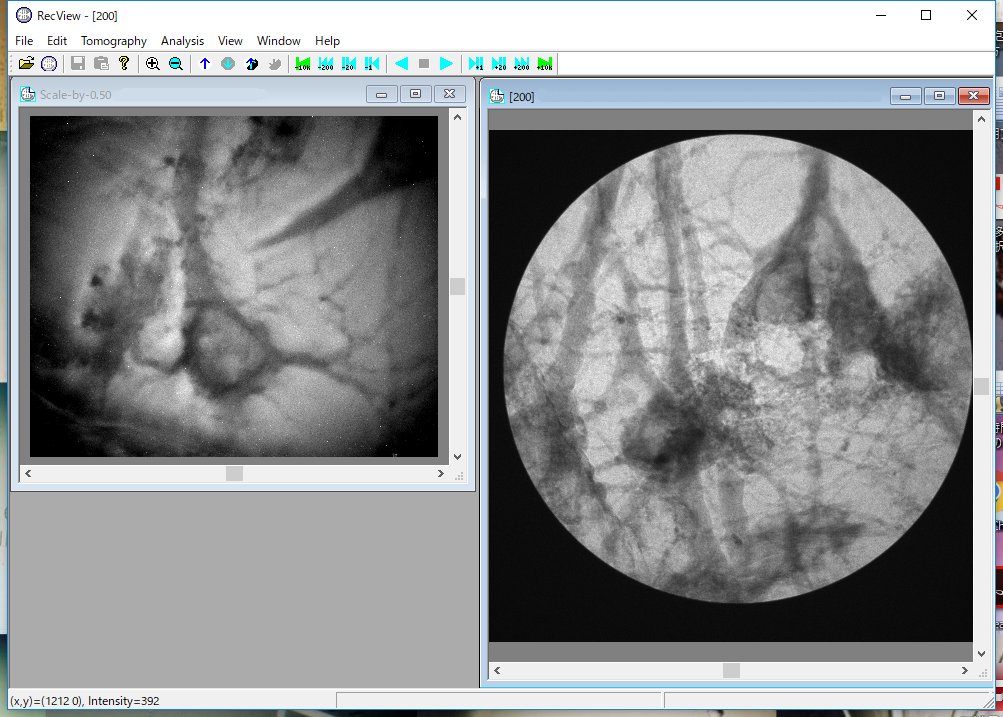 RecView - [200]
File Edit Tomography Analysis View Window Help
Scale-by-0.50
[200]
(x,y)=(1212 0), Intensity=392